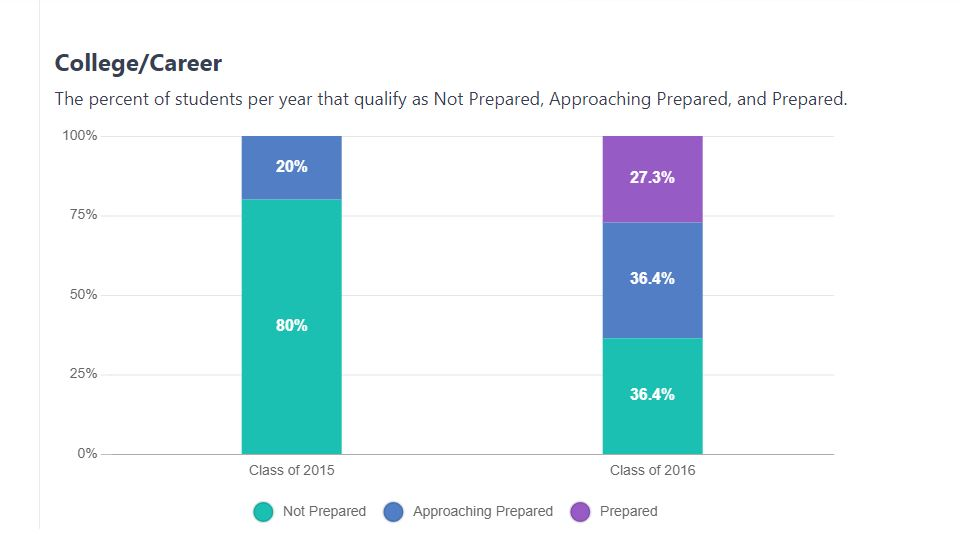 College/Career
The percent of students per year that qualify as Not Prepared, Approaching Prepared, and Prepared.
100%
75%
50%
25%
0%
20%
80%
27.3%
36.4%
36.4%
Class of 2015 Class of 2016
Not Prepared Approaching Prepared Prepared